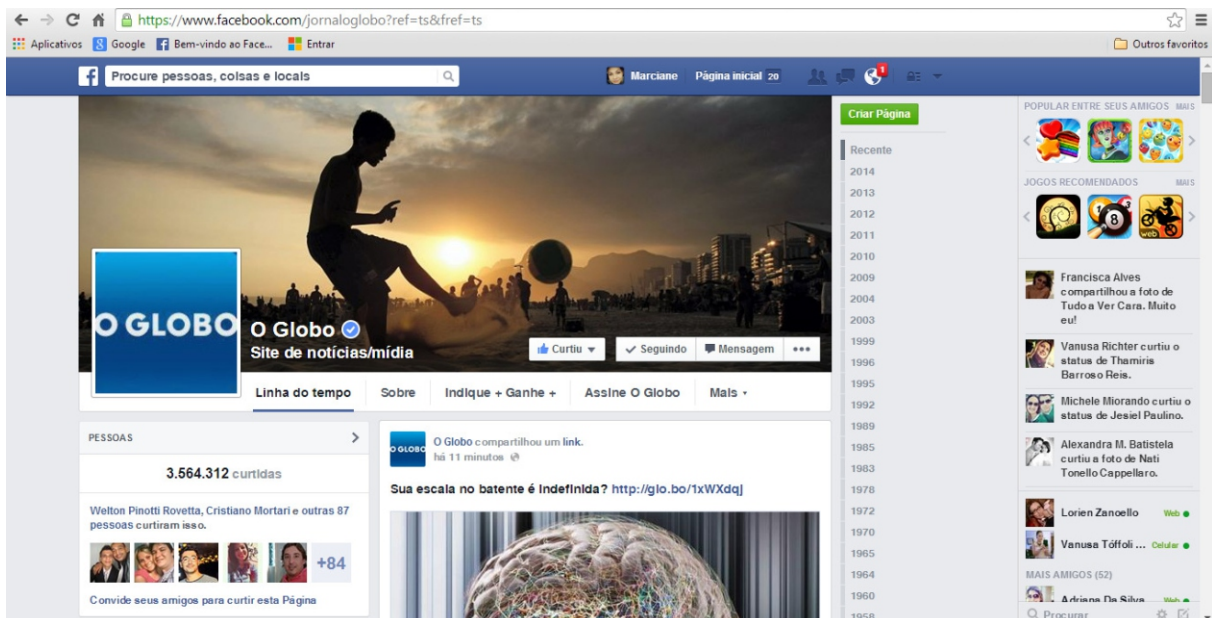 https://www.facebook.com/jornaloglobo?ref=ts&fref=ts
Aplicativos Google Bem-vindo ao Face... Entrar Outros favoritos
Procure pessoas, coisas e locais
Marciane Página inicial 20 1
O GLOBO
O Globo
Site de notícias/mídia
Curtiu Seguindo Mensagem
Linha do tempo Sobre Indique + Ganhe + Assine O Globo Mais
PESSOAS
3.564.312 curtidas
Welton Pinotti Rovetta, Cristiano Mortari e outras 87
pessoas curtiram isso.
+84
Convide seus amigos para curtir esta Página
O GLOBO
O Globo compartilhou um link.
há 11 minutos
Sua escala no batente é indefinida? http://glo.bo/1xWXdqj
Criar Página
Recente
2014
2013
2012
2011
2010
2009
2004
2003
1999
1996
1995
1992
1989
1985
1983
1978
1972
1970
1965
1964
1960
1958
POPULAR ENTRE SEUS AMIGOS MAIS
JOGOS RECOMENDADOS MAIS
8
web
Francisca Alves
compartilhou a foto de
Tudo a Ver Cara. Muito
eu!
Vanusa Richter curtiu o
status de Thamiris
Barroso Reis.
Michele Miorando curtiu o
status de Jesiel Paulino.
Alexandra M. Batistela
curtiu a foto de Nati
Tonello Cappellaro.
Lorien Zanoello Web
Vanusa Tóffoli ... Celular
MAIS AMIGOS (52)
Adriana Da Silva Web
Procurar